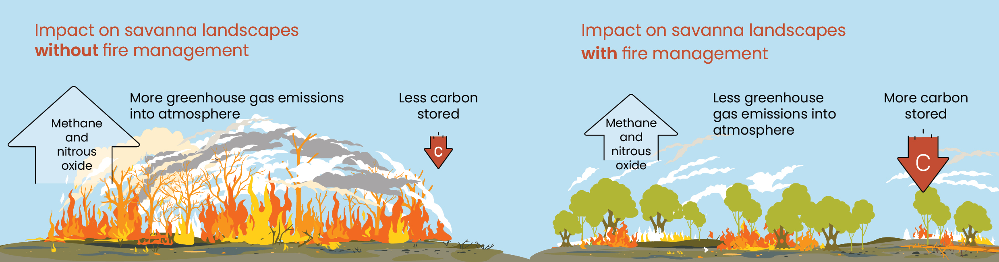 Impact on savanna landscapes
without fire management
Methane
and
nitrous
oxide
More greenhouse gas emissions
into atmosphere
Less carbon
stored
C
Impact on savanna landscapes
with fire management
Methane
and
nitrous
oxide
Less greenhouse
gas emissions into
atmosphere
More carbon
stored
C